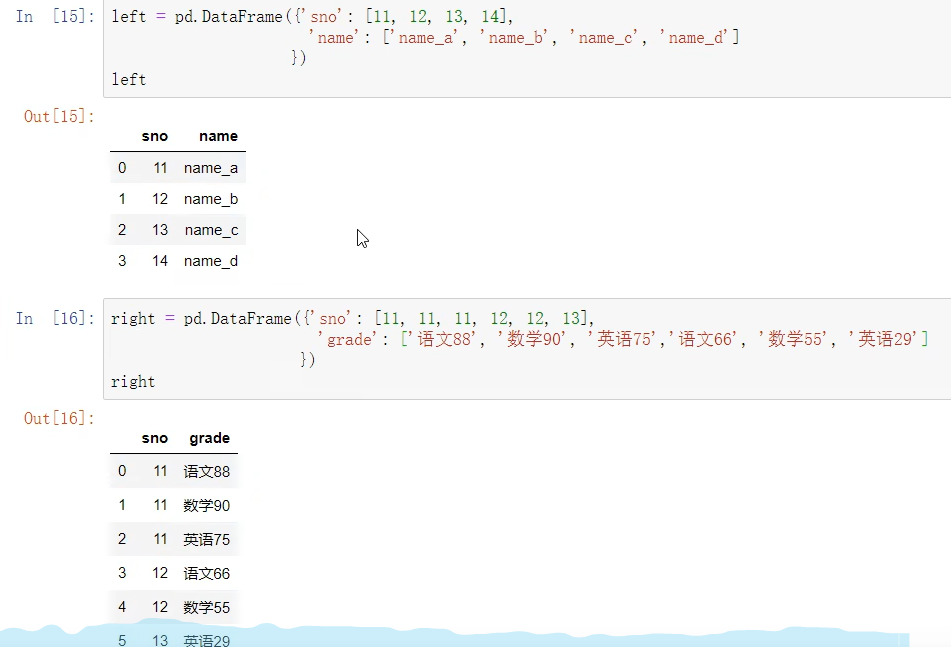 In [15]: left = pd.DataFrame({'sno': [11, 12, 13, 14],
'name': ['name_a', 'name_b', 'name_c', 'name_d']
})
left
Out[15]:
sno name
0 11 name_a
1 12 name_b
2 13 name_c
3 14 name_d
In [16]: right = pd.DataFrame({'sno': [11, 11, 11, 12, 12, 13],
'grade': ['语文88', '数学90', '英语75','语文66', '数学55', '英语29']
})
right
Out[16]:
sno grade
0 11 语文88
1 11 数学90
2 11 英语75
3 12 语文66
4 12 数学55
5 13 英语29